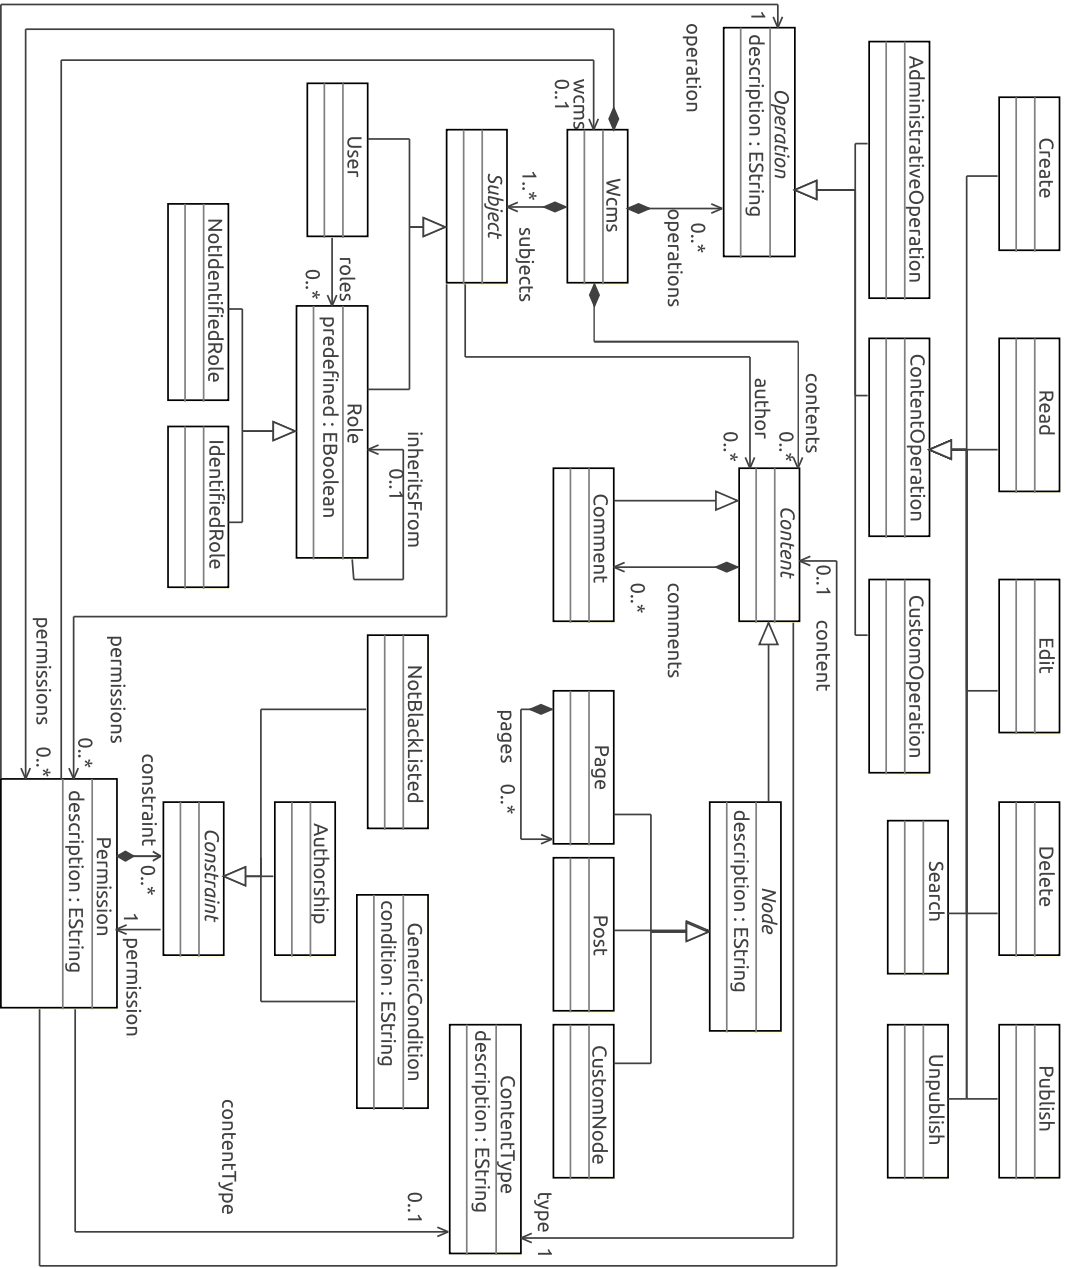 Create
Read
Edit
Delete
Publish
Search
Unpublish
AdministrativeOperation
ContentOperation
CustomOperation
1
operation
Operation
description : EString
0..*
operations
contents
0..*
author
0..*
Content
0..1
content
Node
description : EString
wcms
0..1
Wcms
1..*
subjects
Subject
Comment
comments
0..*
Page
pages
0..*
Post
CustomNode
type
1
ContentType
description : EString
User
roles
0..*
Role
predefined : EBoolean
inheritsFrom
0..1
NotIdentifiedRole
IdentifiedRole
NotBlackListed
Authorship
GenericCondition
condition : EString
Constraint
constraint
0..*
1
permission
permissions
0..*
permissions
0..*
Permission
description : EString
contentType
0..1